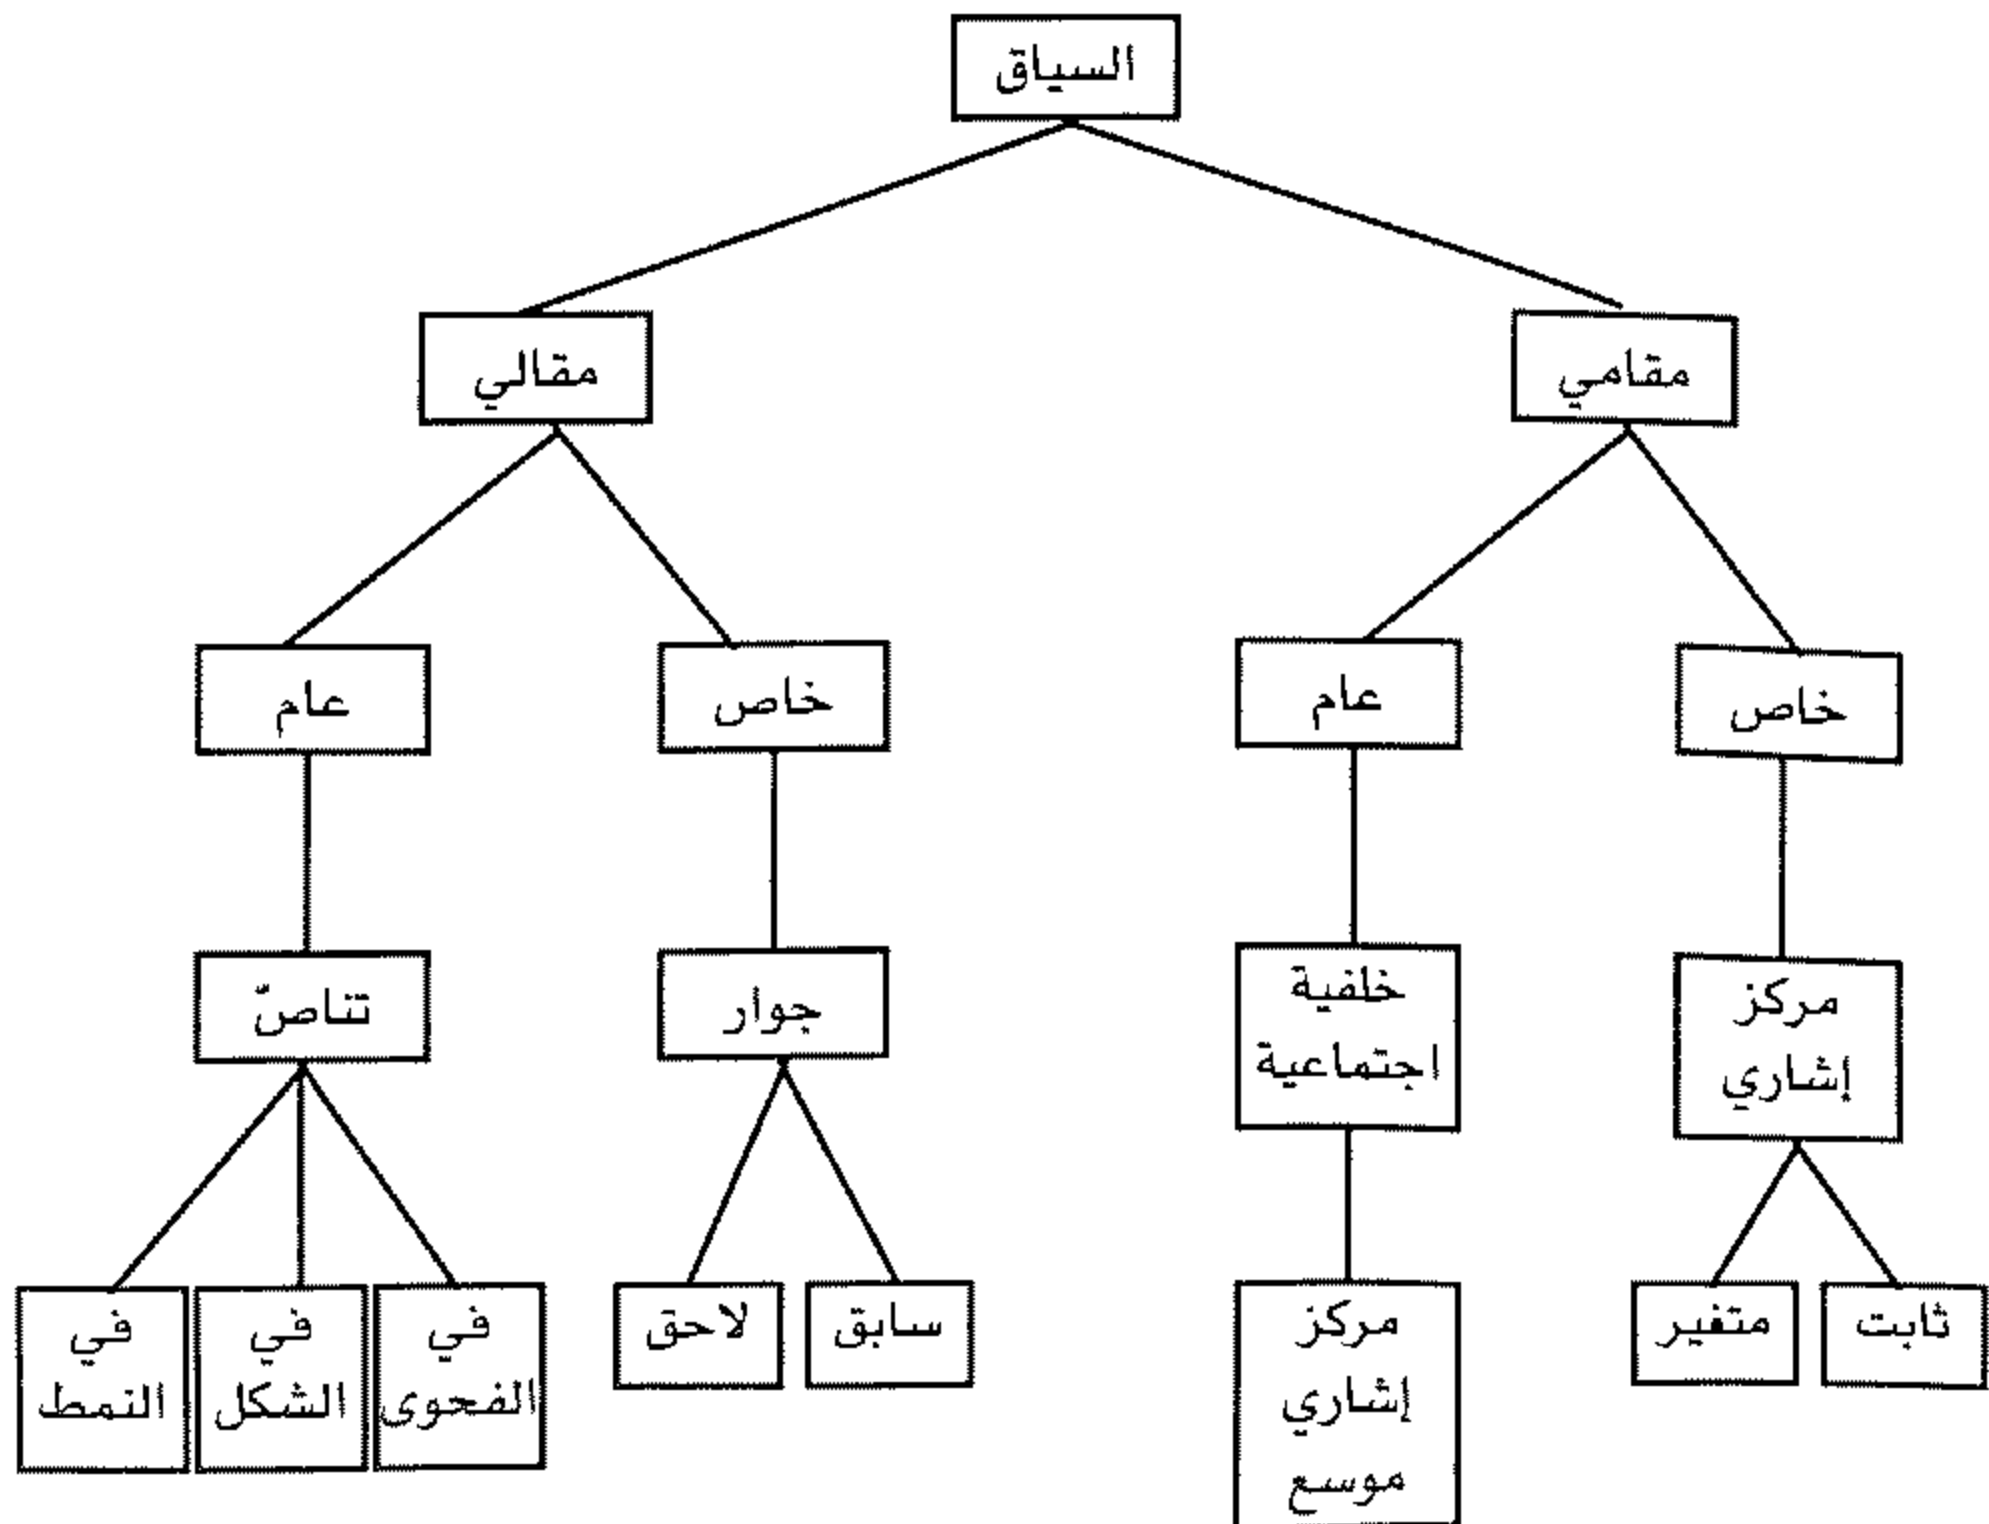 السياق
مقامي
مقالي
خاص
عام
خاص
عام
مركز
إشاري
خلفية
اجتماعية
جوار
تناصّ
ثابت
متغير
مركز
إشاري
موسع
سابق
لاحق
في
الفحوى
في
الشكل
في
النمط